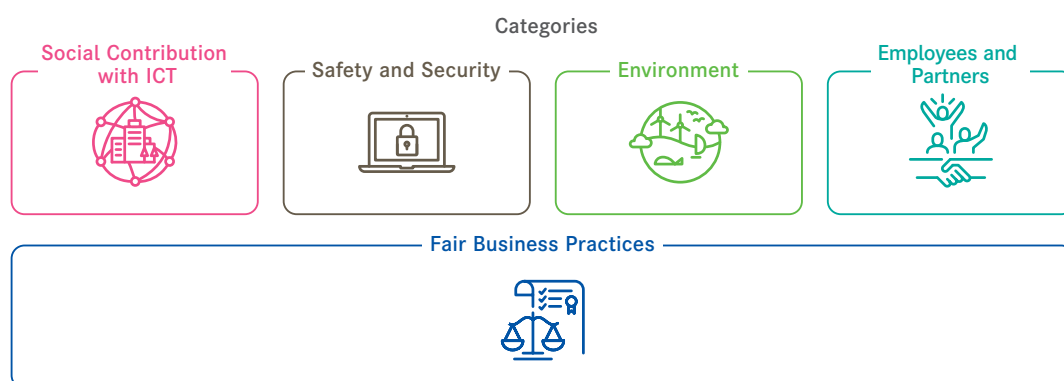 Categories
Social Contribution
with ICT
Safety and Security
Environment
Employees and
Partners
Fair Business Practices